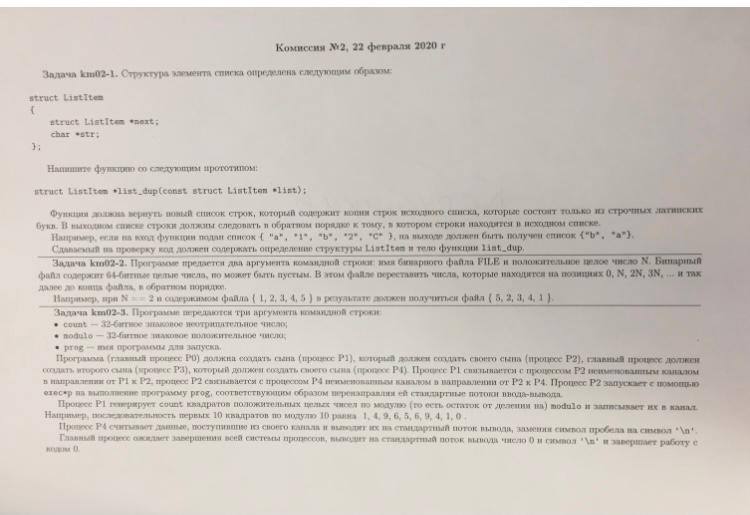 Комиссия №2, 22 февраля 2020 г
Задача km02-1. Структура элемента списка определена следующим образом:
struct ListItem
{
struct ListItem *next;
char *str;
};
Напишите функцию со следующим прототипом:
struct ListItem *list_dup(const struct ListItem *list);
Функция должна вернуть новый список строк, который содержит копии строк исходного списка, которые состоят только из строчных латинских
букв. В выходном списке строки должны следовать в обратном порядке к тому, в котором строки находятся в исходном списке.
Например, если на вход функции подан список { "a", "1", "b", "2", "C" }, на выходе должен быть получен список {"b", "a"}.
Сдаваемый на проверку код должен содержать определение структуры ListItem и тело функции list_dup.
Задача km02-2. Программе предается два аргумента командной строки: имя бинарного файла FILE и положительное целое число N. Бинарный
файл содержит 64-битные целые числа, но может быть пустым. В этом файле переставить числа, которые находятся на позициях 0, N, 2N, 3N, ... и так
далее до конца файла, в обратном порядке.
Например, при N == 2 и содержимом файла { 1, 2, 3, 4, 5 } в результате должен получиться файл { 5, 2, 3, 4, 1 }.
Задача km02-3. Программе передаются три аргумента командной строки:
• count — 32-битное знаковое неотрицательное число;
• modulo — 32-битное знаковое положительное число;
• prog — имя программы для запуска.
Программа (главный процесс P0) должна создать сына (процесс P1), который должен создать своего сына (процесс P2), главный процесс должен
создать второго сына (процесс P3), который должен создать своего сына (процесс P4). Процесс P1 связывается с процессом P2 неименованным каналом
в направлении от P1 к P2, процесс P2 связывается с процессом P4 неименованным каналом в направлении от P2 к P4. Процесс P2 запускает с помощью
exec*p на выполнение программу prog, соответствующим образом перенаправляя ей стандартные потоки ввода-вывода.
Процесс P1 генерирует count квадратов положительных целых чисел по модулю (то есть остаток от деления на) modulo и записывает их в канал.
Например, последовательность первых 10 квадратов по модулю 10 равна 1, 4, 9, 6, 5, 6, 9, 4, 1, 0 .
Процесс P4 считывает данные, поступившие из своего канала и выводит их на стандартный поток вывода, заменяя символ пробела на символ '\n'.
Главный процесс ожидает завершения всей системы процессов, выводит на стандартный поток вывода число 0 и символ '\n' и завершает работу с
кодом 0.